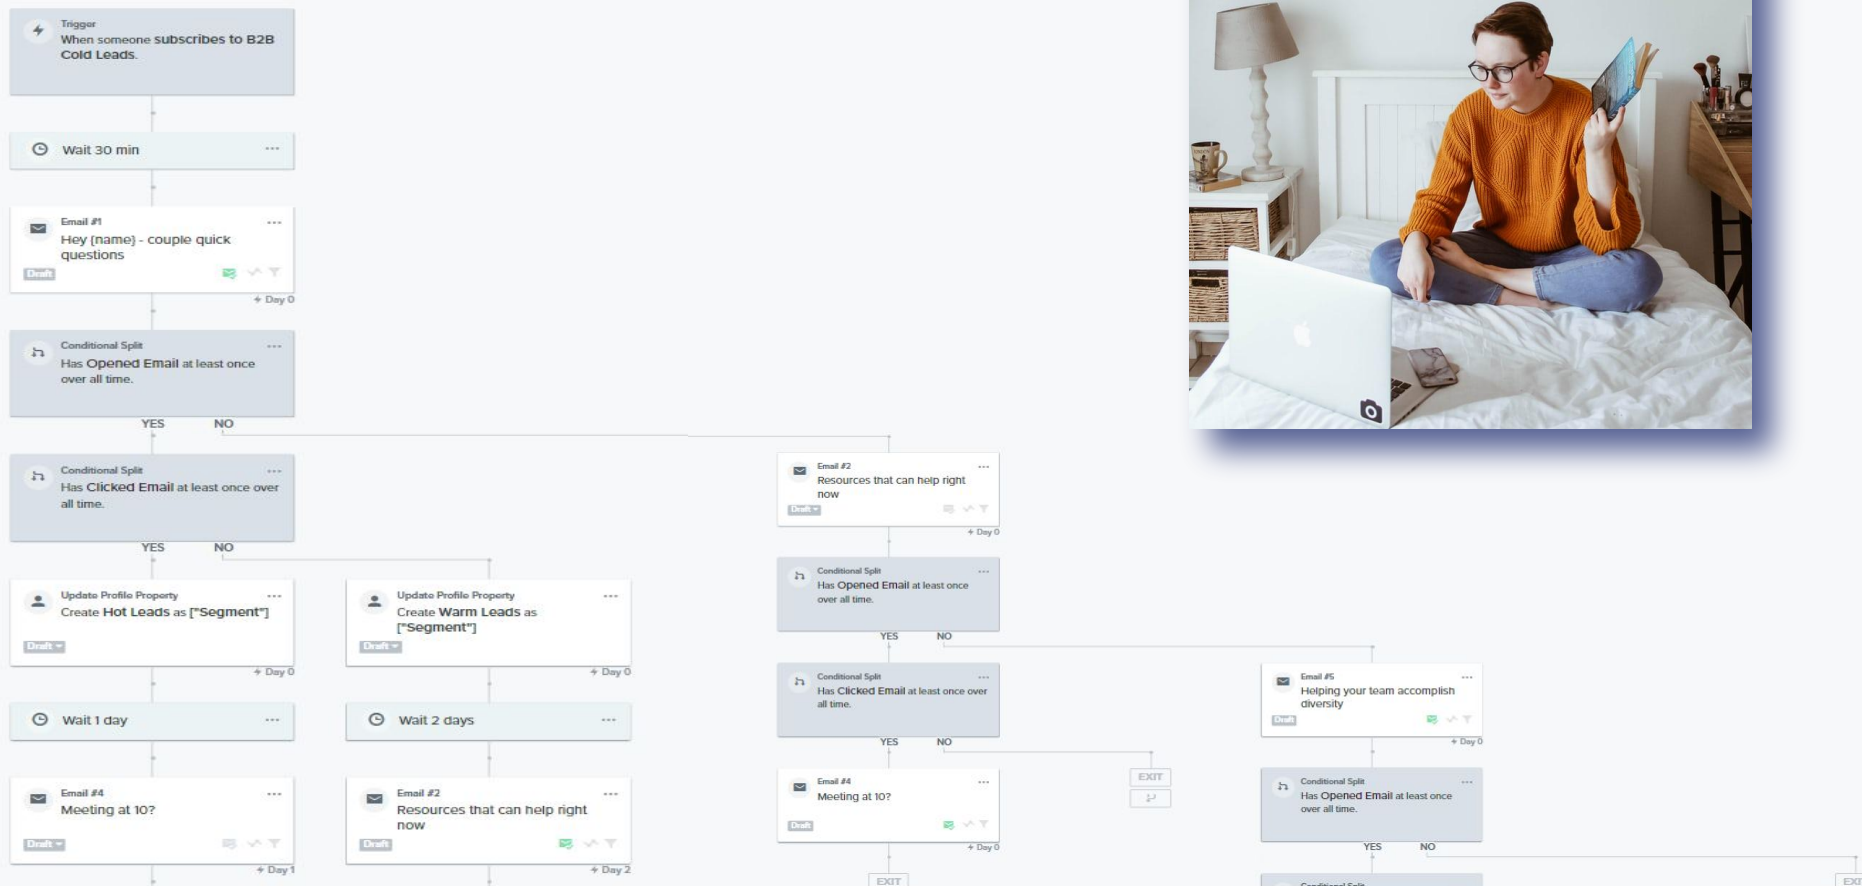 Trigger
When someone subscribes to B2B
Cold Leads.
Wait 30 min
Email #1
Hey {name} - couple quick
questions
Draft
Day 0
Conditional Split
Has Opened Email at least once
over all time.
YES NO
Conditional Split
Has Clicked Email at least once over
all time.
YES NO
Update Profile Property
Create Hot Leads as ["Segment"]
Draft
Day 0
Wait 1 day
Email #4
Meeting at 10?
Draft
Day 1
Update Profile Property
Create Warm Leads as
["Segment"]
Draft
Day 0
Wait 2 days
Email #2
Resources that can help right
now
Draft
Day 2
Email #2
Resources that can help right
now
Draft
Day 0
Conditional Split
Has Opened Email at least once
over all time.
YES NO
Conditional Split
Has Clicked Email at least once over
all time.
YES NO
Email #4
Meeting at 10?
Draft
Day 0
EXIT
EXIT
Email #5
Helping your team accomplish
diversity
Draft
Day 0
Conditional Split
Has Opened Email at least once
over all time.
YES NO
Conditional Split